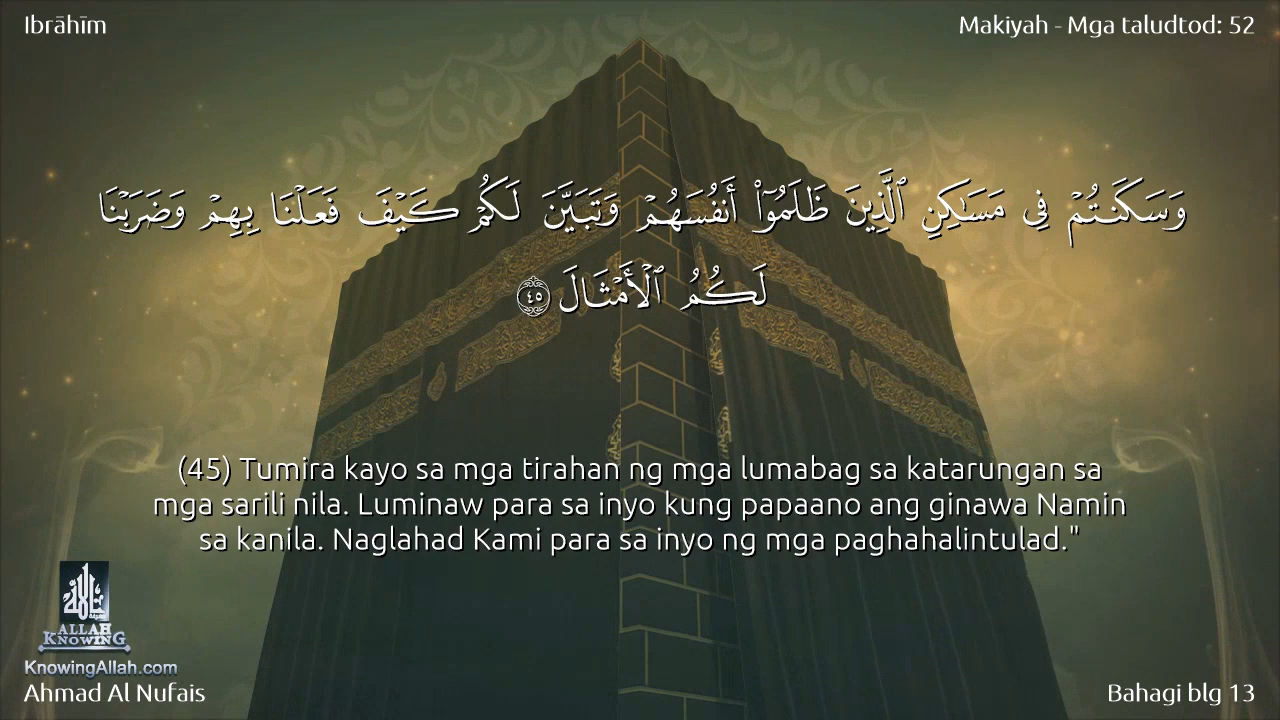 Ibrāhīm
Makiyah - Mga taludtod: 52
وَسَكَنتُمْ فِى مَسَـٰكِنِ ٱلَّذِينَ ظَلَمُوٓا۟ أَنفُسَهُمْ وَتَبَيَّنَ لَكُمْ كَيْفَ فَعَلْنَا بِهِمْ وَضَرَبْنَا
لَكُمُ ٱلْأَمْثَالَ ٤٥
(45) Tumira kayo sa mga tirahan ng mga lumabag sa katarungan sa
mga sarili nila. Luminaw para sa inyo kung papaano ang ginawa Namin
sa kanila. Naglahad Kami para sa inyo ng mga paghahalintulad."
ALLAH
KNOWING
KnowingAllah.com
Ahmad Al Nufais
Bahagi blg 13